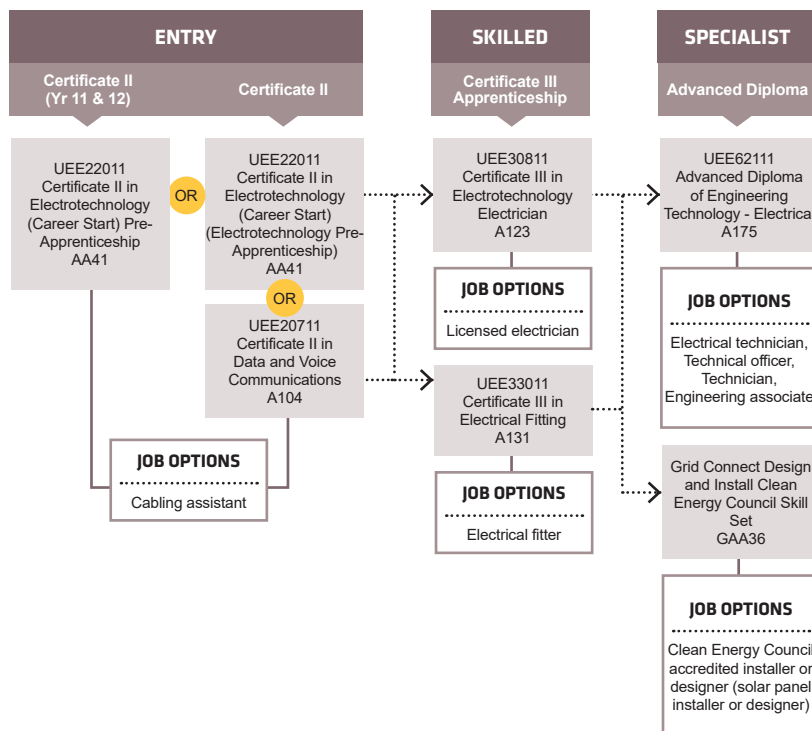 ENTRY
SKILLED
SPECIALIST
Certificate II
(Yr 11 & 12)
Certificate II
Certificate III
Apprenticeship
Advanced Diploma
UEE22011
Certificate II in
Electrotechnology
(Career Start) Pre-
Apprenticeship
AA41
OR
UEE22011
Certificate II in
Electrotechnology
(Career Start)
(Electrotechnology Pre-
Apprenticeship)
AA41
OR
UEE20711
Certificate II in
Data and Voice
Communications
A104
JOB OPTIONS
Cabling assistant
UEE30811
Certificate III in
Electrotechnology
Electrician
A123
JOB OPTIONS
Licensed electrician
UEE33011
Certificate III in
Electrical Fitting
A131
JOB OPTIONS
Electrical fitter
UEE62111
Advanced Diploma
of Engineering
Technology - Electrica
A175
JOB OPTIONS
Electrical technician,
Technical officer,
Technician,
Engineering associate
Grid Connect Design
and Install Clean
Energy Council Skill
Set
GAA36
JOB OPTIONS
Clean Energy Council
accredited installer or
designer (solar panel
installer or designer)